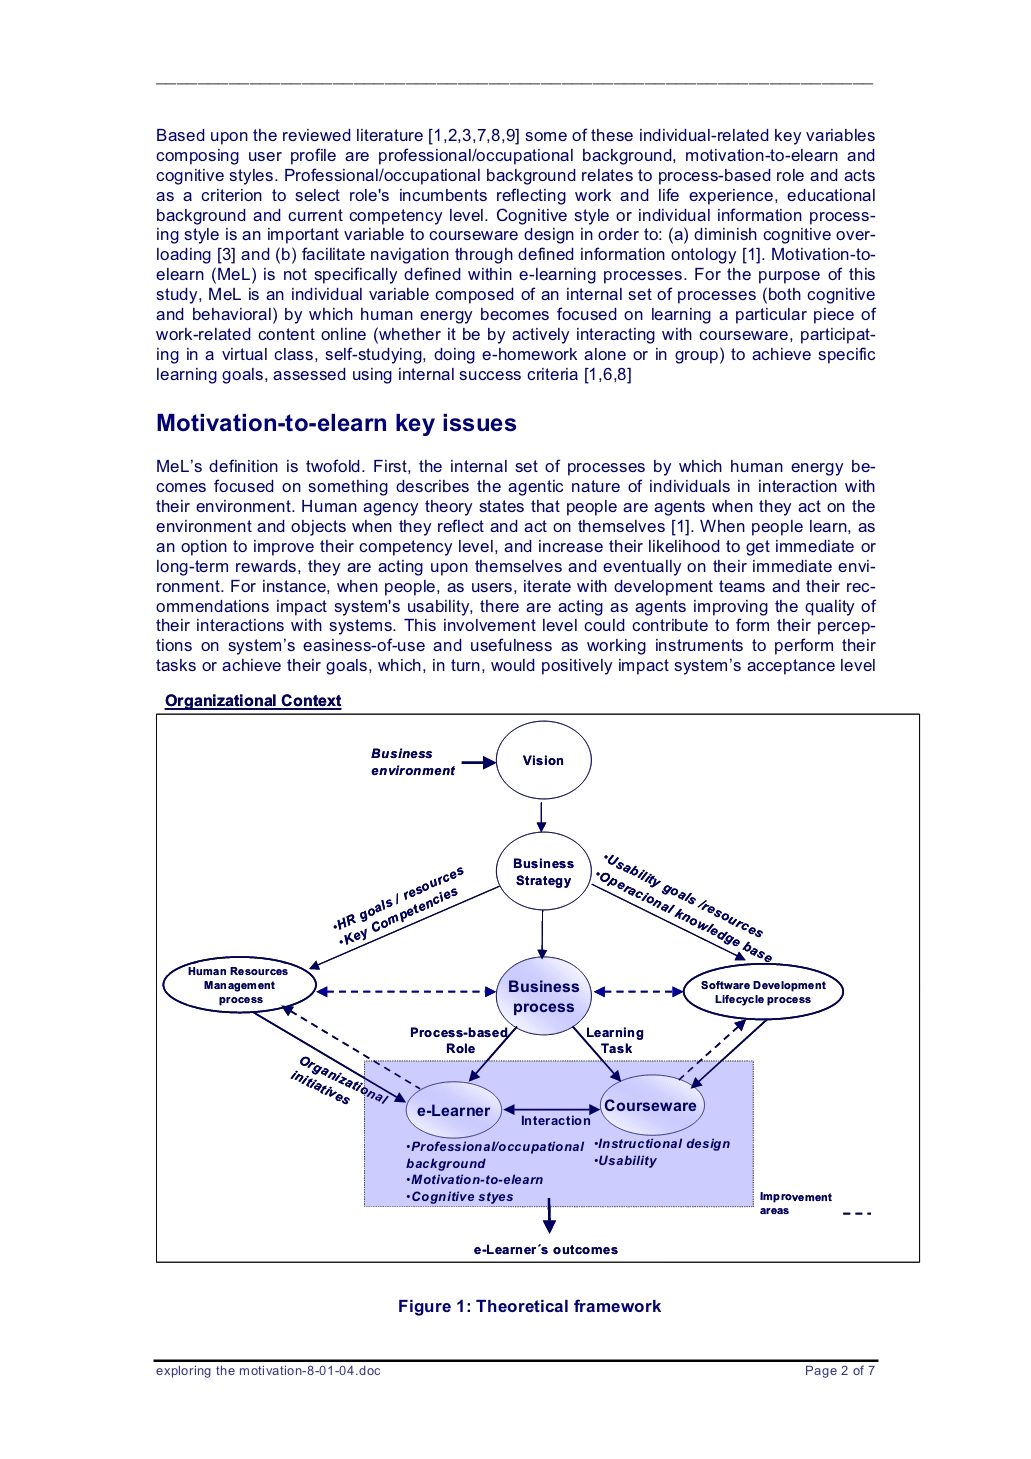 Based upon the reviewed literature [1,2,3,7,8,9] some of these individual-related key variables
composing user profile are professional/occupational background, motivation-to-elearn and
cognitive styles. Professional/occupational background relates to process-based role and acts
as a criterion to select role's incumbents reflecting work and life experience, educational
background and current competency level. Cognitive style or individual information process-
ing style is an important variable to courseware design in order to: (a) diminish cognitive over-
loading [3] and (b) facilitate navigation through defined information ontology [1]. Motivation-to-
elearn (MeL) is not specifically defined within e-learning processes. For the purpose of this
study, MeL is an individual variable composed of an internal set of processes (both cognitive
and behavioral) by which human energy becomes focused on learning a particular piece of
work-related content online (whether it be by actively interacting with courseware, participat-
ing in a virtual class, self-studying, doing e-homework alone or in group) to achieve specific
learning goals, assessed using internal success criteria [1,6,8]
Motivation-to-elearn key issues
MeL’s definition is twofold. First, the internal set of processes by which human energy be-
comes focused on something describes the agentic nature of individuals in interaction with
their environment. Human agency theory states that people are agents when they act on the
environment and objects when they reflect and act on themselves [1]. When people learn, as
an option to improve their competency level, and increase their likelihood to get immediate or
long-term rewards, they are acting upon themselves and eventually on their immediate envi-
ronment. For instance, when people, as users, iterate with development teams and their rec-
ommendations impact system's usability, there are acting as agents improving the quality of
their interactions with systems. This involvement level could contribute to form their percep-
tions on system’s easiness-of-use and usefulness as working instruments to perform their
tasks or achieve their goals, which, in turn, would positively impact system’s acceptance level
Organizational Context
Business
environment
Vision
Business
Strategy
•HR goals / resources
•Key Competencies
•Usability goals /resources
•Operacional knowledge base
Human Resources
Management
process
Business
process
Software Development
Lifecycle process
Process-based
Role
Learning
Task
Organizational
initiatives
e-Learner
Interaction
Courseware
•Professional/occupational
background
•Motivation-to-elearn
•Cognitive styes
•Instructional design
•Usability
Improvement
areas
e-Learner´s outcomes
Figure 1: Theoretical framework
exploring the motivation-8-01-04.doc
Page 2 of 7